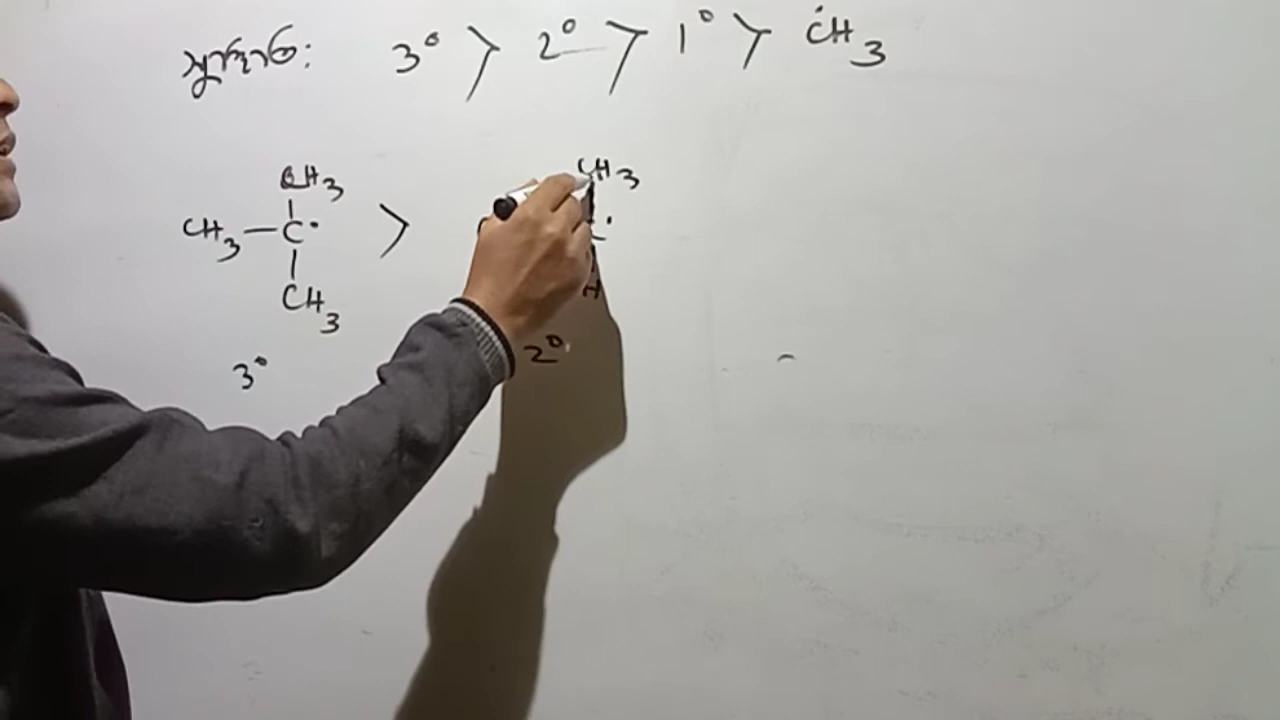 3° > 2° > 1° > ĊH3
CH3
CH3
CH3 — C· >
C·
H
CH3
3°
2°